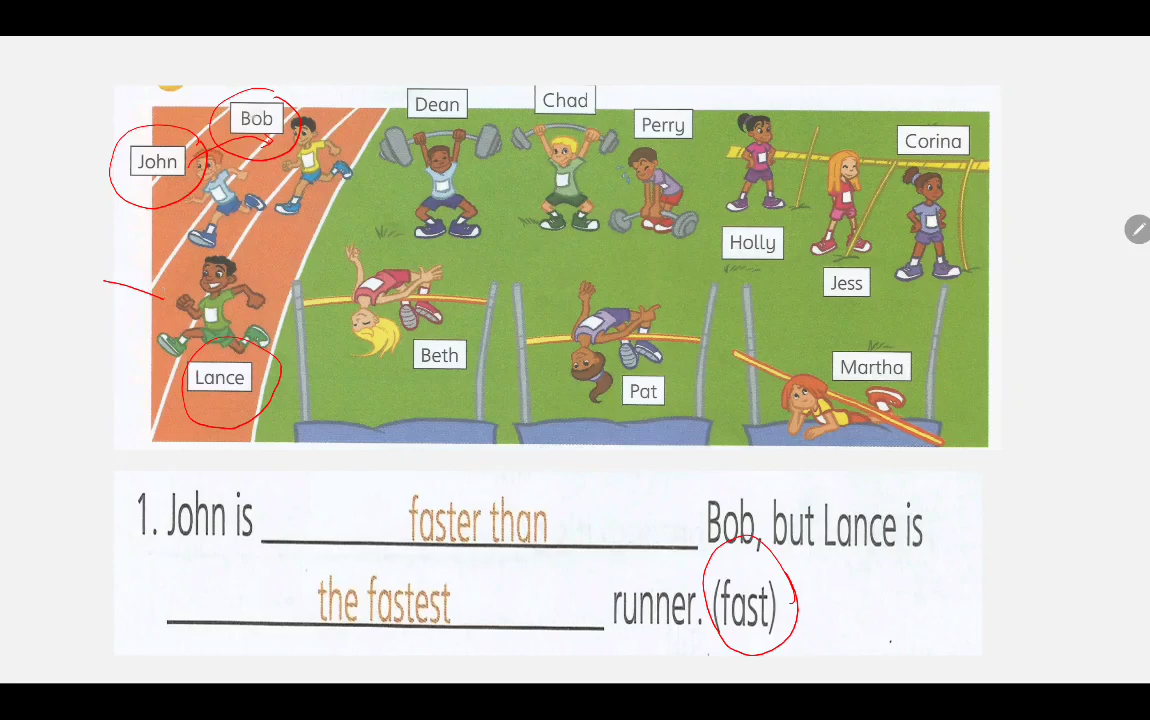 Bob
Dean
Chad
Perry
John
Corina
Holly
Jess
Beth
Martha
Lance
Pat
1. John is faster than Bob, but Lance is
the fastest runner. (fast)